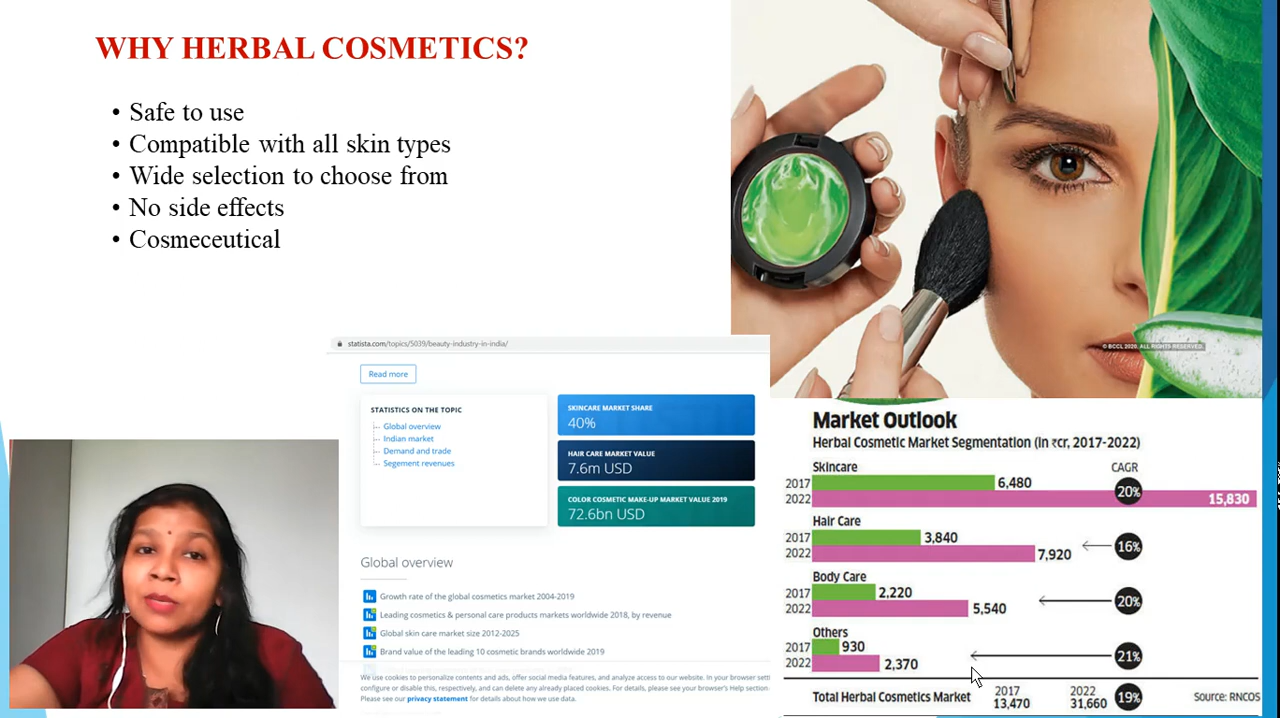 WHY HERBAL COSMETICS?
• Safe to use
• Compatible with all skin types
• Wide selection to choose from
• No side effects
• Cosmeceutical
© BCCL 2020. ALL RIGHTS RESERVED.
statista.com/topics/5039/beauty-industry-in-india/
Read more
STATISTICS ON THE TOPIC
Global overview
Indian market
Demand and trade
Segement revenues
SKINCARE MARKET SHARE
40%
HAIR CARE MARKET VALUE
7.6m USD
COLOR COSMETIC MAKE-UP MARKET VALUE 2019
72.6bn USD
Global overview
Growth rate of the global cosmetics market 2004-2019
Leading cosmetics & personal care products markets worldwide 2018, by revenue
Global skin care market size 2012-2025
Brand value of the leading 10 cosmetic brands worldwide 2019
We use cookies to personalize contents and ads, offer social media features, and analyze access to our website. In your browser setti
configure or disable this, respectively, and can delete any already placed cookies. For details, please see your browser's Help section
Please see our privacy statement for details about how we use data.
Market Outlook
Herbal Cosmetic Market Segmentation (In ₹cr, 2017-2022)
Skincare CAGR
2017 6,480
20%
2022 15,830
Hair Care
2017 3,840
2022 7,920 16%
Body Care
2017 2,220
2022 5,540 20%
Others
2017 930
2022 2,370 21%
Total Herbal Cosmetics Market 2017 13,470 2022 31,660 19% Source: RNCOS